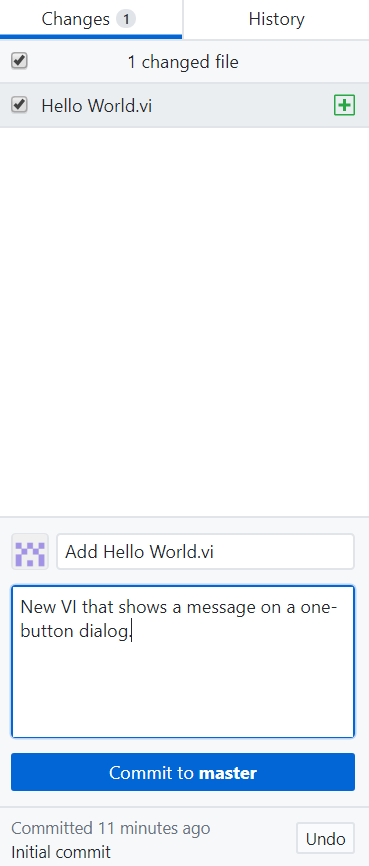 Changes 1 History
1 changed file
Hello World.vi
Add Hello World.vi
New VI that shows a message on a one-
button dialog.
Commit to master
Committed 11 minutes ago
Initial commit
Undo